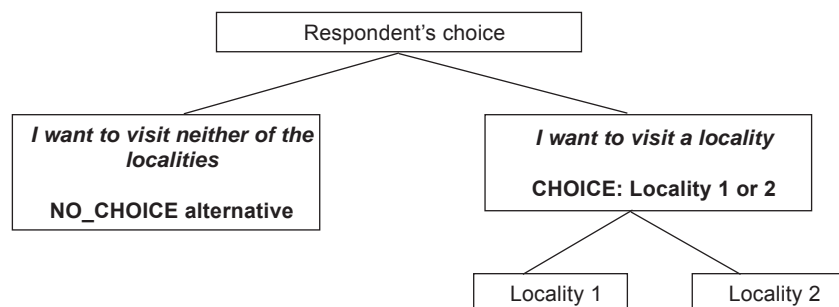 Respondent's choice
I want to visit neither of the
localities
NO_CHOICE alternative
I want to visit a locality
CHOICE: Locality 1 or 2
Locality 1
Locality 2